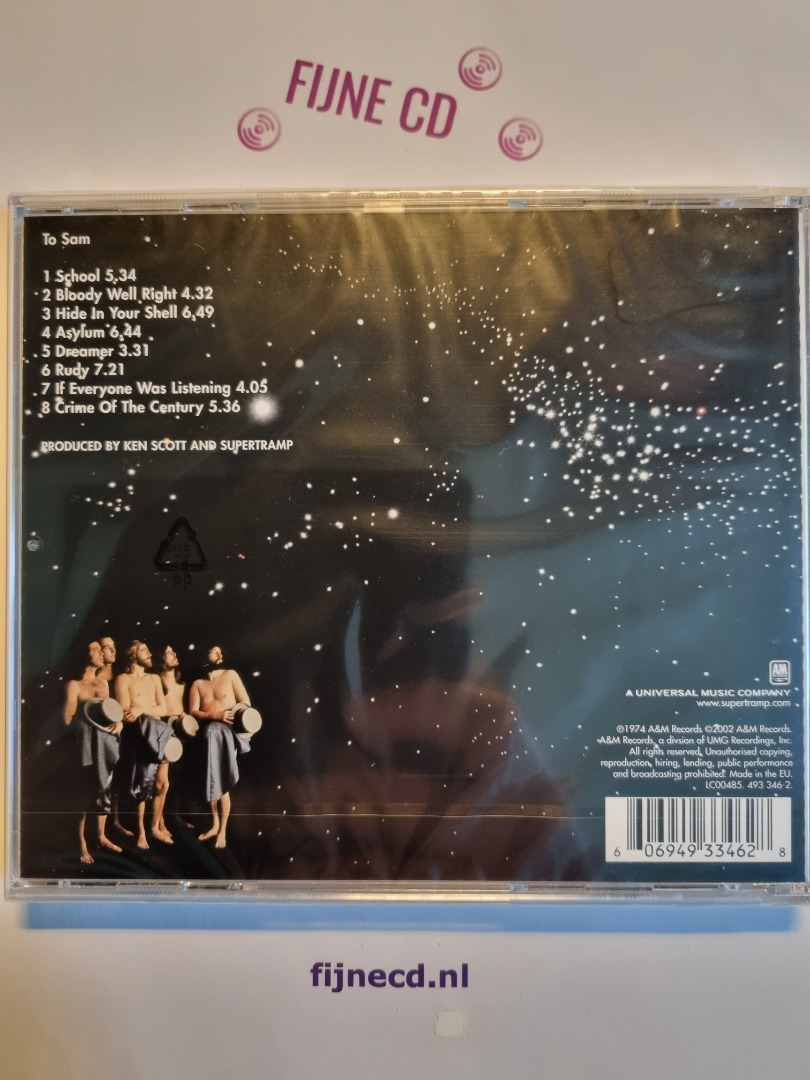 FIJNE CD
To Sam
1 School 5,34
2 Bloody Well Right 4.32
3 Hide In Your Shell 6,49
4 Asylum 6,44
5 Dreamer 3.31
6 Rudy 7.21
7 If Everyone Was Listening 4.05
8 Crime Of The Century 5.36
PRODUCED BY KEN SCOTT AND SUPERTRAMP
AM
A UNIVERSAL MUSIC COMPANY
www.supertramp.com
℗1974 A&M Records ©2002 A&M Records.
A&M Records, a division of UMG Recordings, Inc.
All rights reserved, Unauthorised copying,
reproduction, hiring, lending, public performance
and broadcasting prohibited. Made in the EU.
LC00485. 493 346-2.
6 06949 33462 8
fijnecd.nl